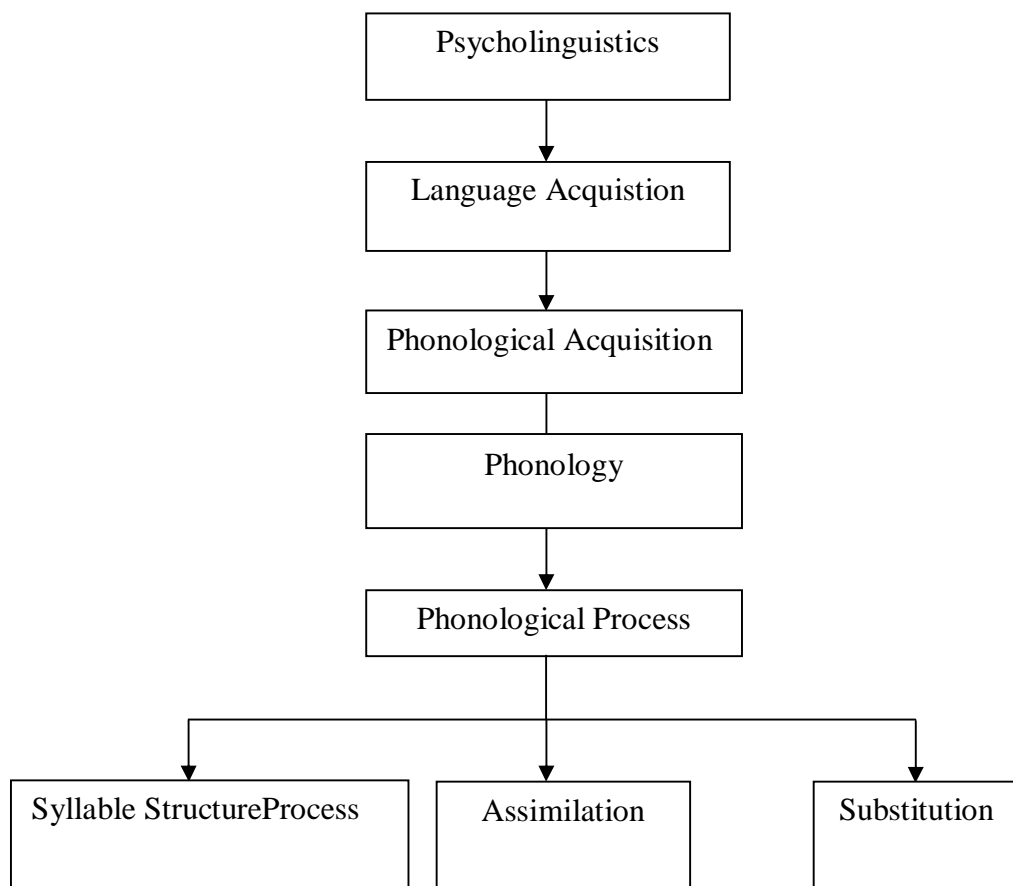 Psycholinguistics
Language Acquistion
Phonological Acquisition
Phonology
Phonological Process
Syllable StructureProcess
Assimilation
Substitution